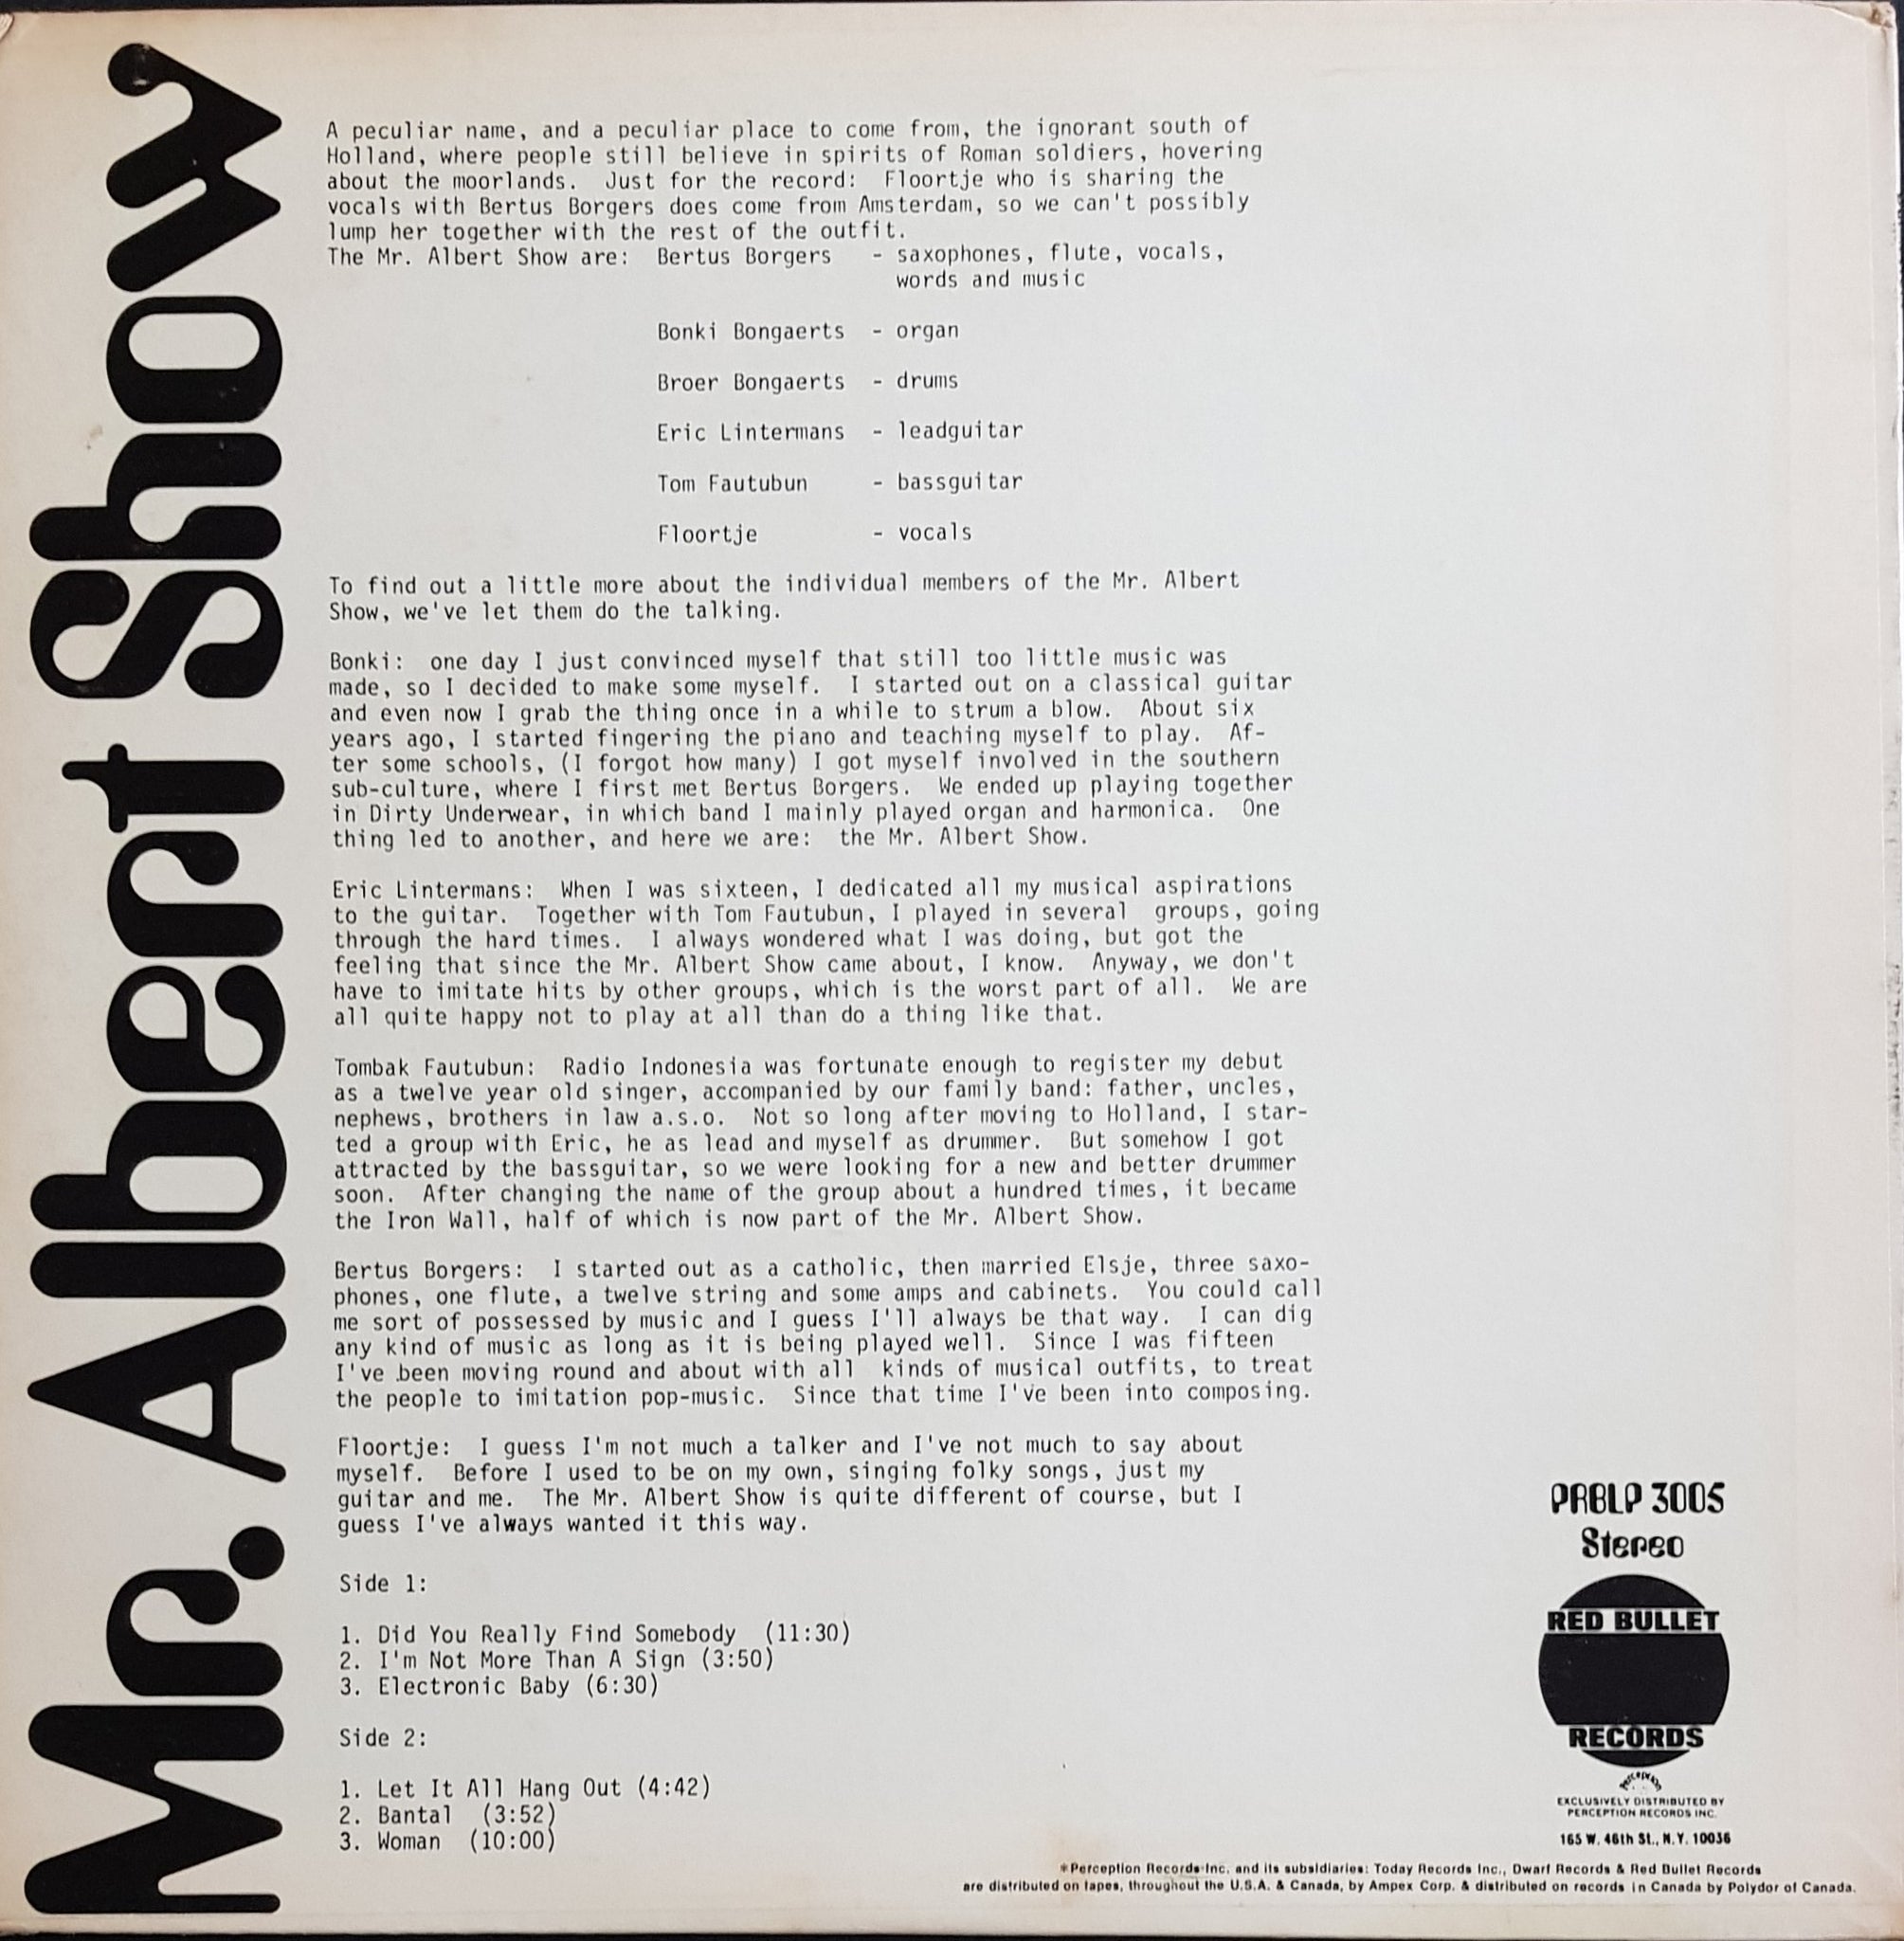 Mr. Albert Show
A peculiar name, and a peculiar place to come from, the ignorant south of
Holland, where people still believe in spirits of Roman soldiers, hovering
about the moorlands.  Just for the record:  Floortje who is sharing the
vocals with Bertus Borgers does come from Amsterdam, so we can't possibly
lump her together with the rest of the outfit.
The Mr. Albert Show are:  Bertus Borgers   - saxophones, flute, vocals,
words and music
Bonki Bongaerts  - organ
Broer Bongaerts  - drums
Eric Lintermans  - leadguitar
Tom Fautubun     - bassguitar
Floortje         - vocals
To find out a little more about the individual members of the Mr. Albert
Show, we've let them do the talking.
Bonki:  one day I just convinced myself that still too little music was
made, so I decided to make some myself.  I started out on a classical guitar
and even now I grab the thing once in a while to strum a blow.  About six
years ago, I started fingering the piano and teaching myself to play.  Af-
ter some schools, (I forgot how many) I got myself involved in the southern
sub-culture, where I first met Bertus Borgers.  We ended up playing together
in Dirty Underwear, in which band I mainly played organ and harmonica.  One
thing led to another, and here we are:  the Mr. Albert Show.
Eric Lintermans:  When I was sixteen, I dedicated all my musical aspirations
to the guitar.  Together with Tom Fautubun, I played in several  groups, going
through the hard times.  I always wondered what I was doing, but got the
feeling that since the Mr. Albert Show came about, I know.  Anyway, we don't
have to imitate hits by other groups, which is the worst part of all.  We are
all quite happy not to play at all than do a thing like that.
Tombak Fautubun:  Radio Indonesia was fortunate enough to register my debut
as a twelve year old singer, accompanied by our family band: father, uncles,
nephews, brothers in law a.s.o.  Not so long after moving to Holland, I star-
ted a group with Eric, he as lead and myself as drummer.  But somehow I got
attracted by the bassguitar, so we were looking for a new and better drummer
soon.  After changing the name of the group about a hundred times, it became
the Iron Wall, half of which is now part of the Mr. Albert Show.
Bertus Borgers:  I started out as a catholic, then married Elsje, three saxo-
phones, one flute, a twelve string and some amps and cabinets.  You could call
me sort of possessed by music and I guess I'll always be that way.  I can dig
any kind of music as long as it is being played well.  Since I was fifteen
I've been moving round and about with all  kinds of musical outfits, to treat
the people to imitation pop-music.  Since that time I've been into composing.
Floortje:  I guess I'm not much a talker and I've not much to say about
myself.  Before I used to be on my own, singing folky songs, just my
guitar and me.  The Mr. Albert Show is quite different of course, but I
guess I've always wanted it this way.
Side 1:
1. Did You Really Find Somebody  (11:30)
2. I'm Not More Than A Sign (3:50)
3. Electronic Baby (6:30)
Side 2:
1. Let It All Hang Out (4:42)
2. Bantal  (3:52)
3. Woman  (10:00)
PRBLP 3005
Stereo
RED BULLET
RECORDS
Perception
EXCLUSIVELY DISTRIBUTED BY
PERCEPTION RECORDS INC.
165 W. 46th St., N.Y. 10036
*Perception Records Inc. and its subsidiaries: Today Records Inc., Dwarf Records & Red Bullet Records
are distributed on tapes, throughout the U.S.A. & Canada, by Ampex Corp. & distributed on records in Canada by Polydor of Canada.